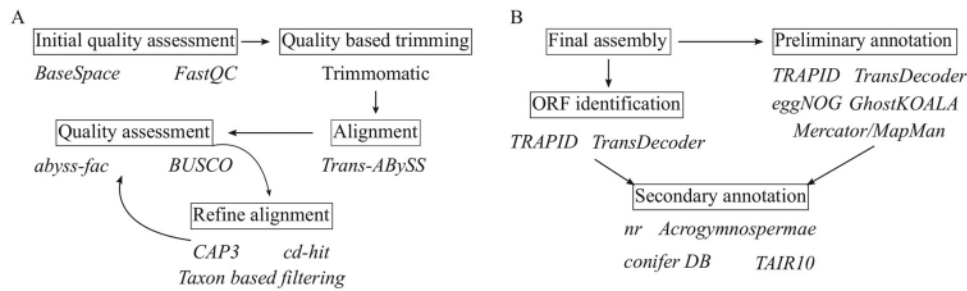 A
Initial quality assessment
Quality based trimming
BaseSpace FastQC
Trimmomatic
Quality assessment
Alignment
abyss-fac BUSCO
Trans-ABySS
Refine alignment
CAP3 cd-hit
Taxon based filtering
B
Final assembly
Preliminary annotation
TRAPID TransDecoder
eggNOG GhostKOALA
Mercator/MapMan
ORF identification
TRAPID TransDecoder
Secondary annotation
nr Acrogymnospermae
conifer DB TAIR10